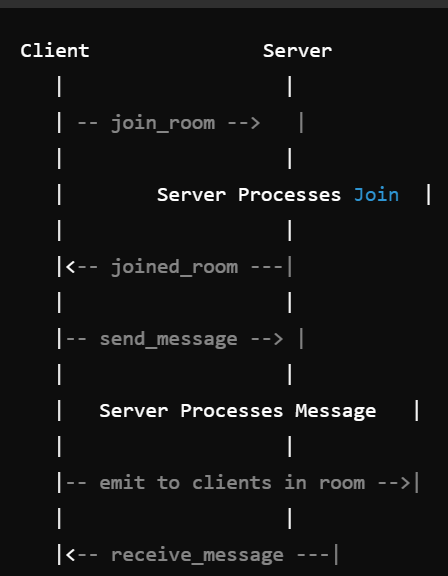 Client               Server
   |                    |
   | -- join_room -->   |
   |                    |
   |        Server Processes Join  |
   |                    |
   |<-- joined_room ---|
   |                    |
   |-- send_message --> |
   |                    |
   |   Server Processes Message   |
   |                    |
   |-- emit to clients in room -->|
   |                    |
   |<-- receive_message ---|